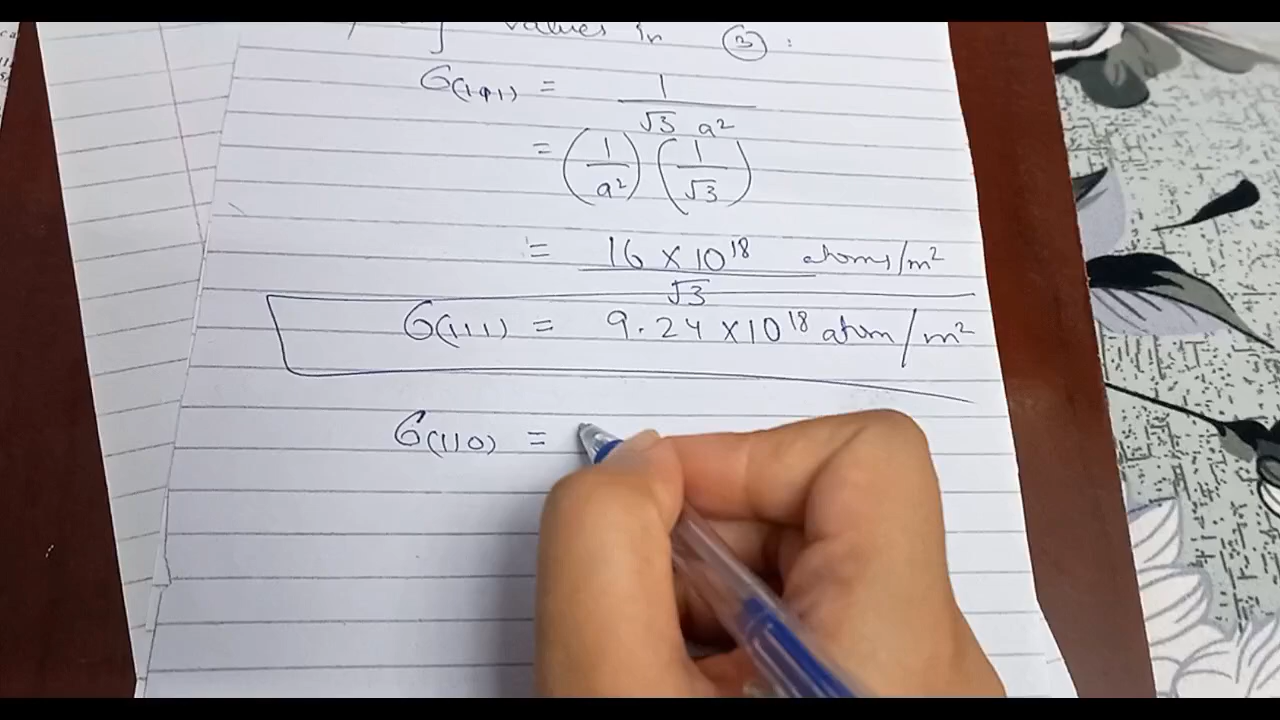 values in ③ :
σ(111) = 1 / √3 a²
= (1/a²) (1/√3)
= 16 × 10¹⁸ / √3 atoms/m²
σ(111) = 9.24 × 10¹⁸ atom/m²
σ(110) =